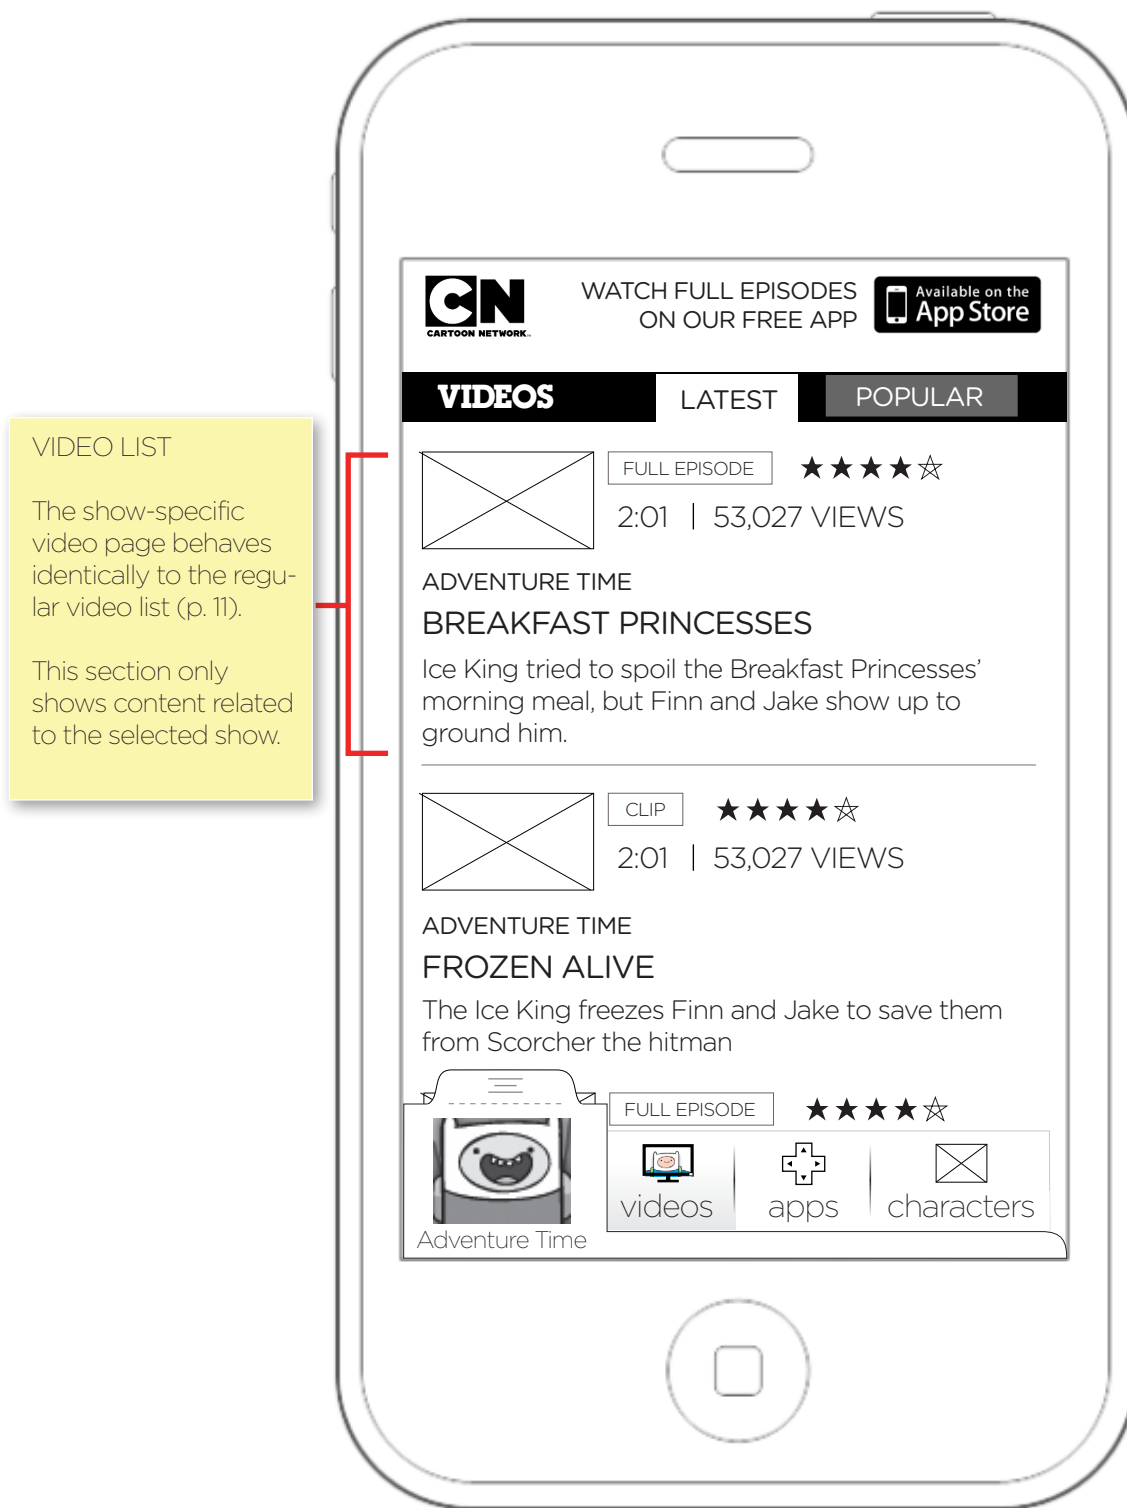 VIDEO LIST
The show-specific
video page behaves
identically to the regu-
lar video list (p. 11).
This section only
shows content related
to the selected show.
CN
CARTOON NETWORK™
WATCH FULL EPISODES
ON OUR FREE APP
Available on the
App Store
VIDEOS
LATEST
POPULAR
FULL EPISODE
2:01 | 53,027 VIEWS
ADVENTURE TIME
BREAKFAST PRINCESSES
Ice King tried to spoil the Breakfast Princesses’
morning meal, but Finn and Jake show up to
ground him.
CLIP
2:01 | 53,027 VIEWS
ADVENTURE TIME
FROZEN ALIVE
The Ice King freezes Finn and Jake to save them
from Scorcher the hitman
FULL EPISODE
videos
apps
characters
Adventure Time